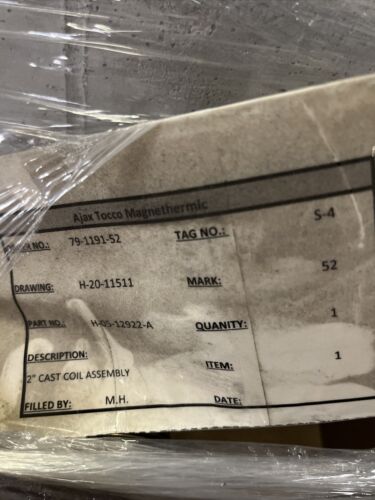 Ajax Tocco Magnethermic
NO.: 79-1191-52 TAG NO.: S-4
DRAWING: H-20-11511 MARK: 52
PART NO.: H-05-12922-A QUANITY: 1
DESCRIPTION: ITEM: 1
2" CAST COIL ASSEMBLY
FILLED BY: M.H. DATE: